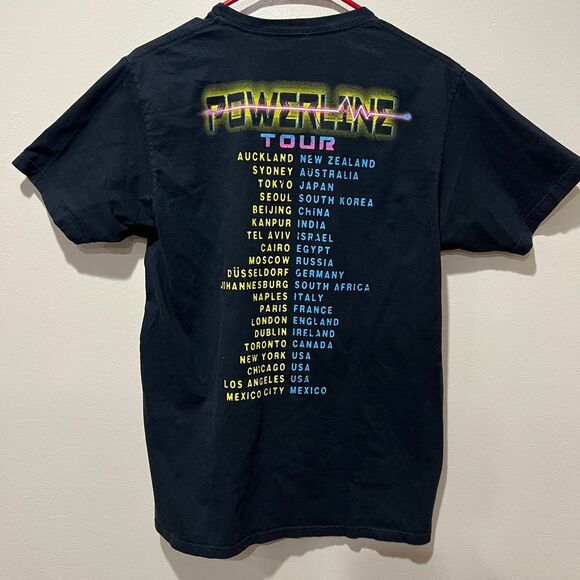 POWERLINE
TOUR
AUCKLAND NEW ZEALAND
SYDNEY AUSTRALIA
TOKYO JAPAN
SEOUL SOUTH KOREA
BEIJING CHINA
KANPUR INDIA
TEL AVIV ISRAEL
CAIRO EGYPT
MOSCOW RUSSIA
DÜSSELDORF GERMANY
JOHANNESBURG SOUTH AFRICA
NAPLES ITALY
PARIS FRANCE
LONDON ENGLAND
DUBLIN IRELAND
TORONTO CANADA
NEW YORK USA
CHICAGO USA
LOS ANGELES USA
MEXICO CITY MEXICO